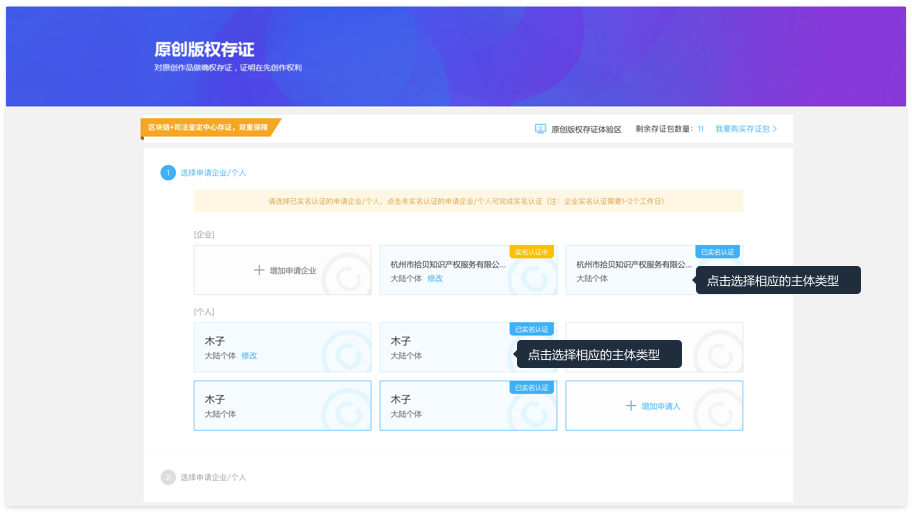 原创版权存证
对原创作品做确权存证，证明在先创作权利
区块链+司法鉴定中心存证，双重保障
原创版权存证体验区 剩余存证包数量：11 我要购买存证包 >
1 选择申请企业/个人
请选择已实名认证的申请企业/个人，点击未实名认证的申请企业/个人可完成实名认证（注：企业实名认证需要1-2个工作日）
[企业]
+ 增加申请企业
实名认证中
杭州市拾贝知识产权服务有限公...
大陆个体 修改
已实名认证
杭州市拾贝知识产权服务有限公...
大陆个体
点击选择相应的主体类型
[个人]
木子
大陆个体 修改
已实名认证
木子
大陆个体
点击选择相应的主体类型
木子
大陆个体
已实名认证
木子
大陆个体
+ 增加申请人
2 选择申请企业/个人